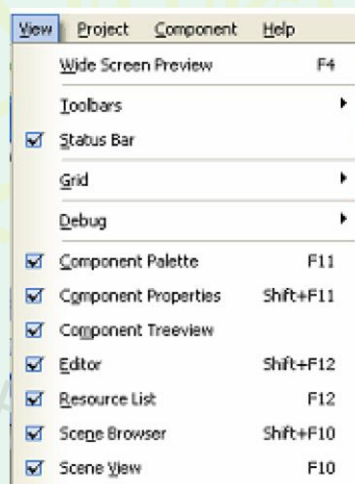 View Project Component Help
Wide Screen Preview F4
Toolbars
Status Bar
Grid
Debug
Component Palette F11
Component Properties Shift+F11
Component Treeview
Editor Shift+F12
Resource List F12
Scene Browser Shift+F10
Scene View F10